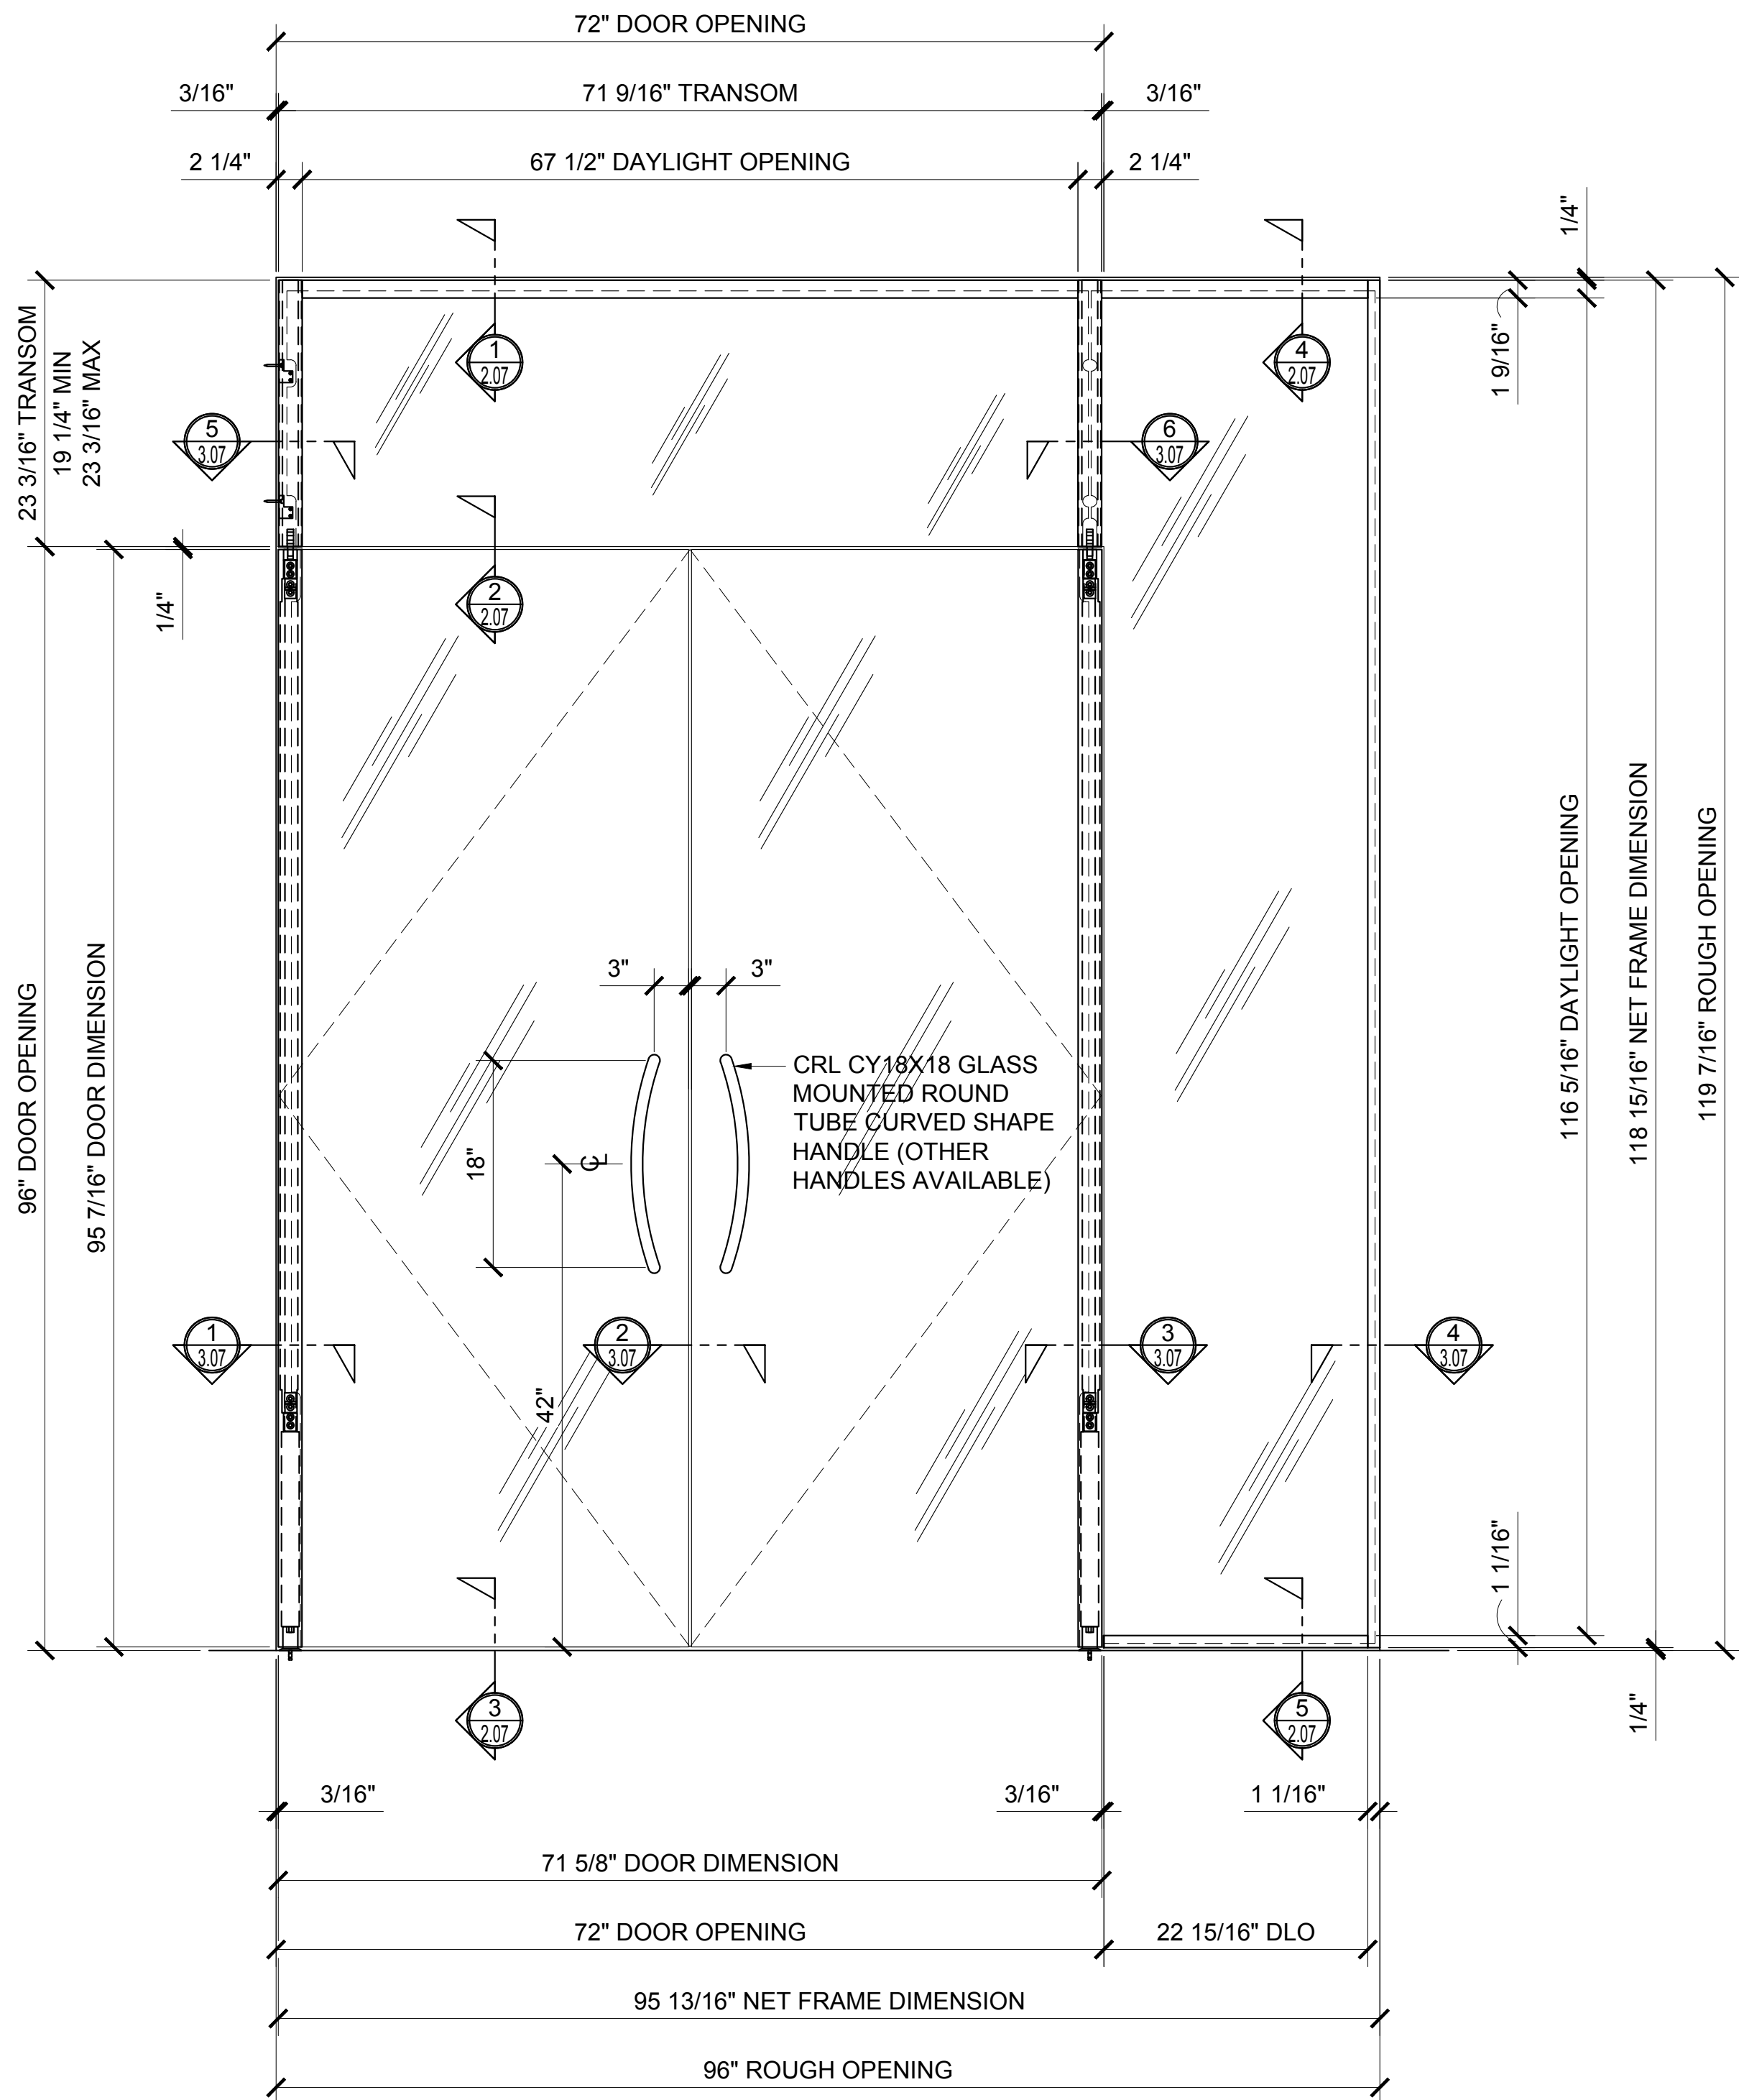 72" DOOR OPENING
3/16"
71 9/16" TRANSOM
3/16"
2 1/4"
67 1/2" DAYLIGHT OPENING
2 1/4"
1/4"
1 9/16"
23 3/16" TRANSOM
19 1/4" MIN
23 3/16" MAX
1
2.07
4
2.07
5
3.07
6
3.07
2
2.07
1/4"
96" DOOR OPENING
95 7/16" DOOR DIMENSION
3"
3"
18"
CL
CRL CY18X18 GLASS
MOUNTED ROUND
TUBE CURVED SHAPE
HANDLE (OTHER
HANDLES AVAILABLE)
116 5/16" DAYLIGHT OPENING
118 15/16" NET FRAME DIMENSION
119 7/16" ROUGH OPENING
1
3.07
2
3.07
3
3.07
4
3.07
42"
1 1/16"
3
2.07
5
2.07
1/4"
3/16"
3/16"
1 1/16"
71 5/8" DOOR DIMENSION
72" DOOR OPENING
22 15/16" DLO
95 13/16" NET FRAME DIMENSION
96" ROUGH OPENING